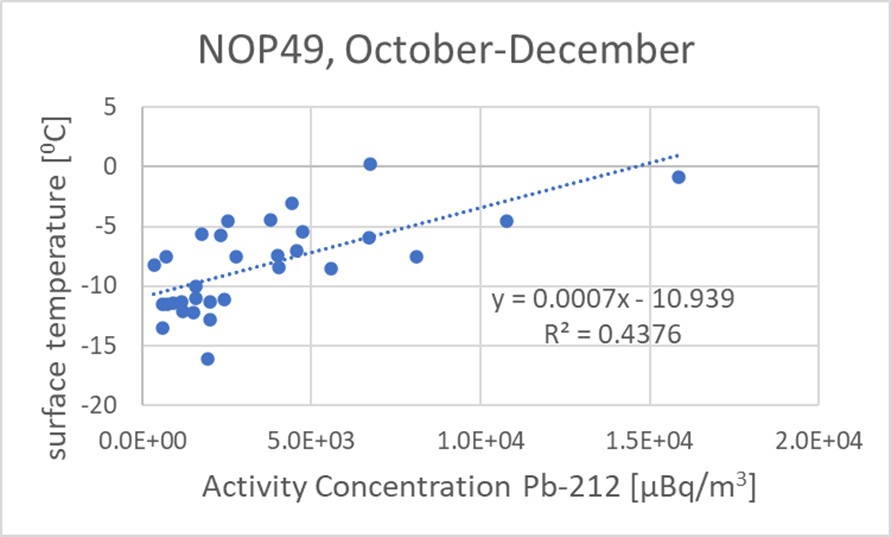 NOP49, October-December
surface temperature [⁰C]
5
0
-5
-10
-15
-20
y = 0.0007x - 10.939
R² = 0.4376
0.0E+00 5.0E+03 1.0E+04 1.5E+04 2.0E+04
Activity Concentration Pb-212 [µBq/m³]